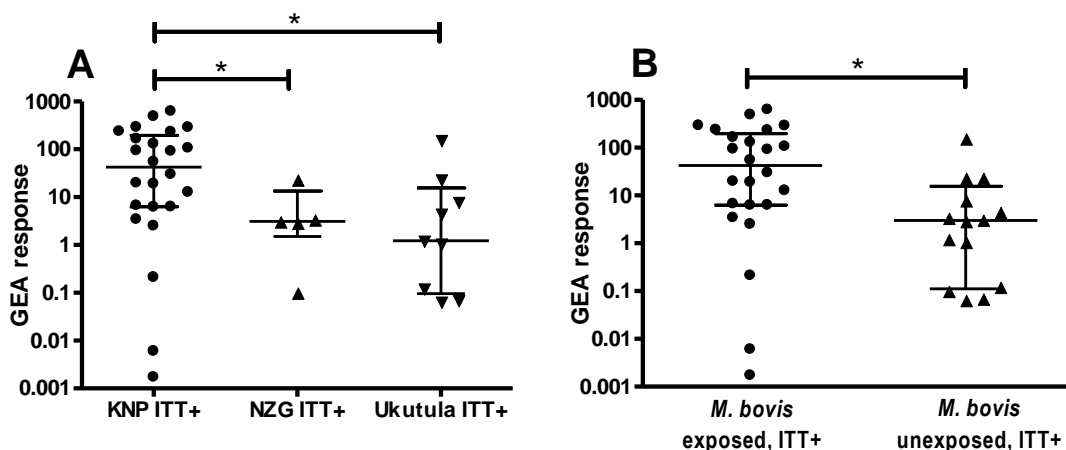 A
*
*
GEA response
1000
100
10
1
0.1
0.01
0.001
KNP ITT+
NZG ITT+
Ukutula ITT+
B
*
GEA response
1000
100
10
1
0.1
0.01
0.001
M. bovis
exposed, ITT+
M. bovis
unexposed, ITT+